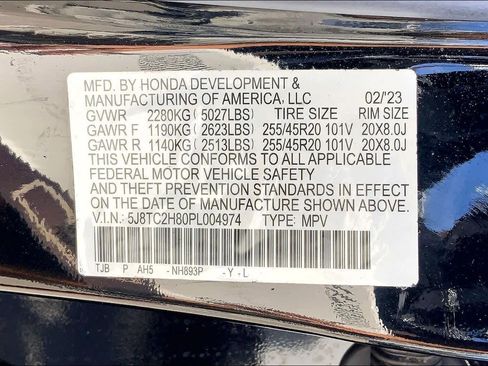 MFD. BY HONDA DEVELOPMENT &
MANUFACTURING OF AMERICA, LLC 02/'23
GVWR 2280KG(5027LBS) TIRE SIZE RIM SIZE
GAWR F 1190KG(2623LBS) 255/45R20 101V 20X8.0J
GAWR R 1140KG(2513LBS) 255/45R20 101V 20X8.0J
THIS VEHICLE CONFORMS TO ALL APPLICABLE
FEDERAL MOTOR VEHICLE SAFETY
AND THEFT PREVENTION STANDARDS IN EFFECT
ON THE DATE OF MANUFACTURE SHOWN ABOVE.
V.I.N.: 5J8TC2H80PL004974 TYPE: MPV
TJB P AH5 - NH893P - Y - L